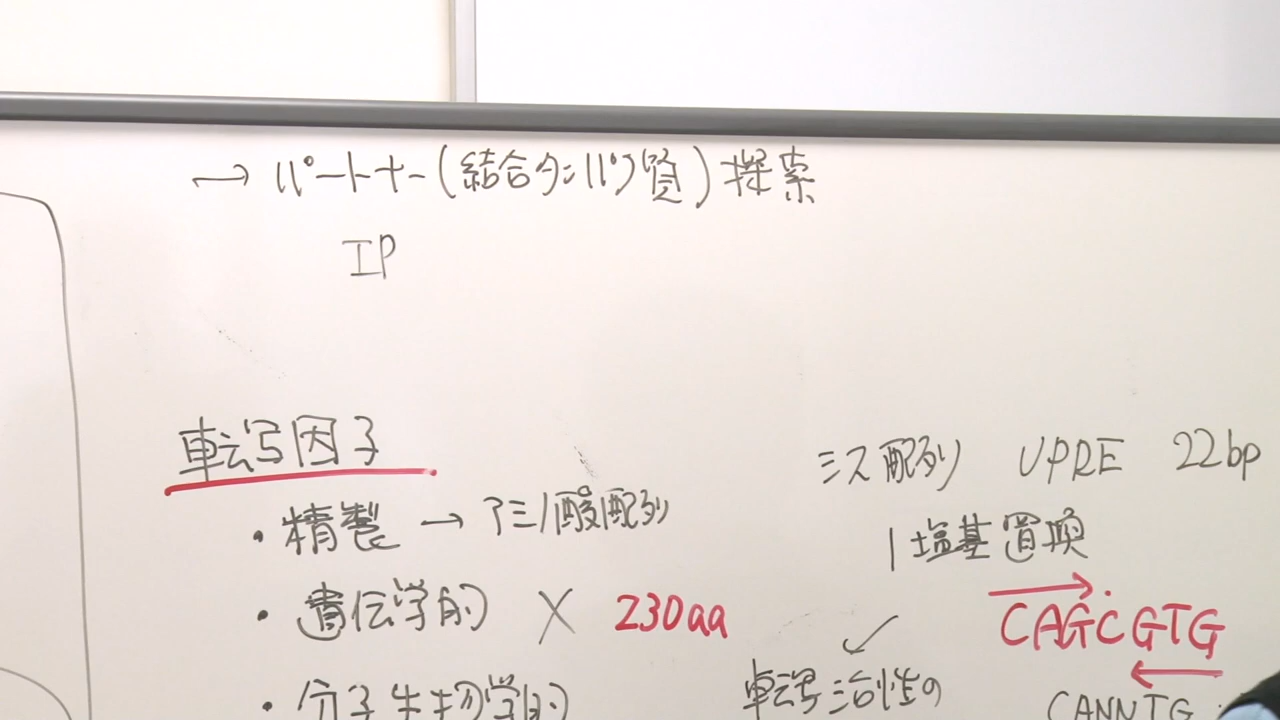 → パートナー(結合タンパク質)探索
IP
転写因子
・精製 → アミノ酸配列
・遺伝学的 × 230aa
・分子生物学的
シス配列 UPRE 22bp
1塩基置換
CAGCGTG
転写活性の
CANNTG